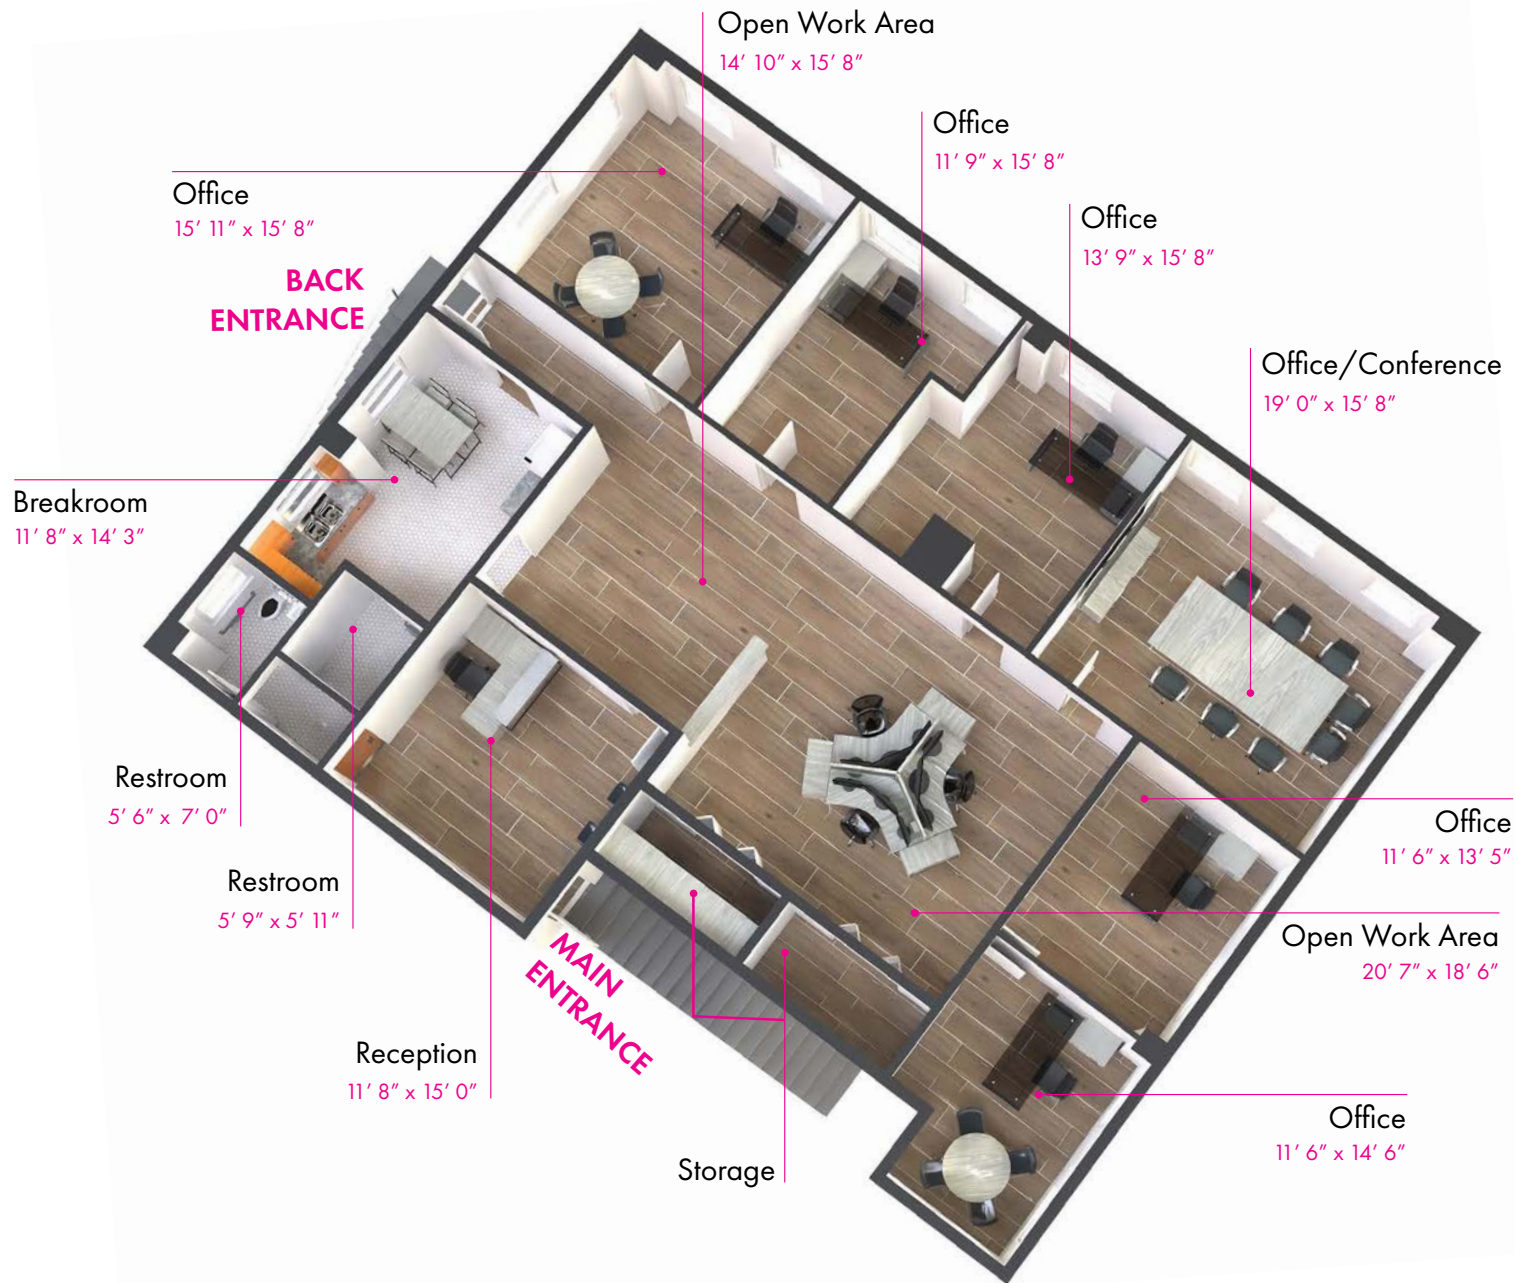 Open Work Area
14’ 10” x 15’ 8”
Office
11’ 9” x 15’ 8”
Office
15’ 11” x 15’ 8”
Office
13’ 9” x 15’ 8”
BACK
ENTRANCE
Office/Conference
19’ 0” x 15’ 8”
Breakroom
11’ 8” x 14’ 3”
Restroom
5’ 6” x 7’ 0”
Office
11’ 6” x 13’ 5”
Restroom
5’ 9” x 5’ 11”
MAIN
ENTRANCE
Open Work Area
20’ 7” x 18’ 6”
Reception
11’ 8” x 15’ 0”
Office
11’ 6” x 14’ 6”
Storage